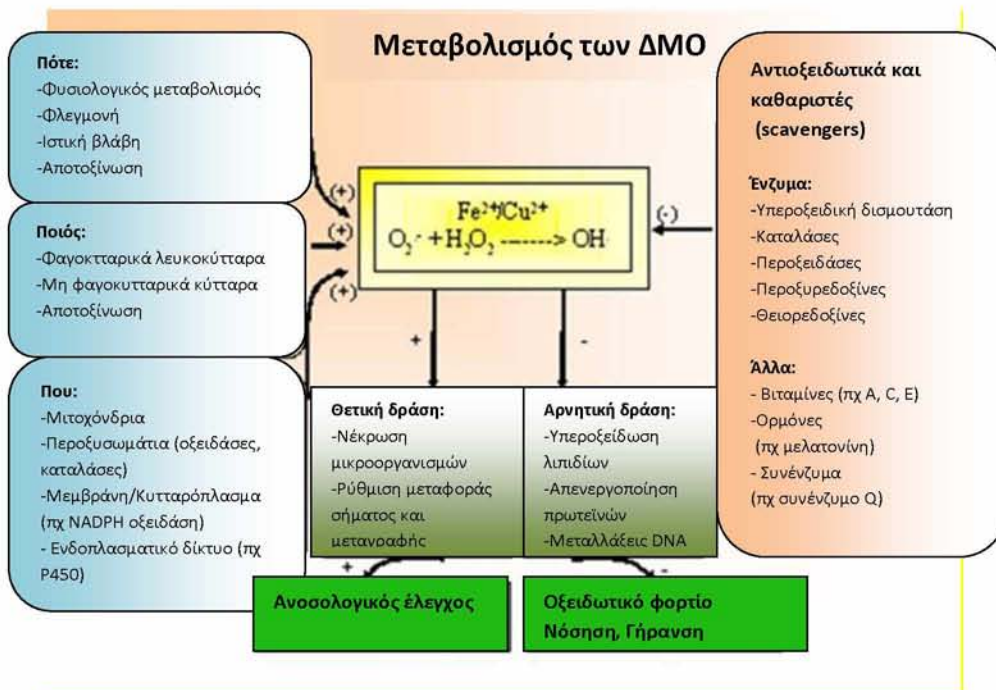 Μεταβολισμός των ΔΜΟ
Πότε:
-Φυσιολογικός μεταβολισμός
-Φλεγμονή
-Ιστική βλάβη
-Αποτοξίνωση
Ποιός:
-Φαγοκτταρικά λευκοκύτταρα
-Μη φαγοκυτταρικά κύτταρα
-Αποτοξίνωση
Που:
-Μιτοχόνδρια
-Περοξυσωμάτια (οξειδάσες,
καταλάσες)
-Μεμβράνη/Κυτταρόπλασμα
(πχ NADPH οξειδάση)
- Ενδοπλασματικό δίκτυο (πχ
P450)
(+)
(+)
(+)
Fe²⁺/Cu²⁺
O₂·⁻ + H₂O₂ -------> OH·
(-)
+
-
Θετική δράση:
-Νέκρωση
μικροοργανισμών
-Ρύθμιση μεταφοράς
σήματος και
μεταγραφής
Αρνητική δράση:
-Υπεροξείδωση
λιπιδίων
-Απενεργοποίηση
πρωτεϊνών
-Μεταλλάξεις DNA
+
-
Ανοσολογικός έλεγχος
Οξειδωτικό φορτίο
Νόσηση, Γήρανση
Αντιοξειδωτικά και
καθαριστές
(scavengers)
Ένζυμα:
-Υπεροξειδική δισμουτάση
-Καταλάσες
-Περοξιδάσες
-Περοξυρεδοξίνες
-Θειορεδοξίνες
Άλλα:
- Βιταμίνες (πχ A, C, E)
-Ορμόνες
(πχ μελατονίνη)
- Συνένζυμα
(πχ συνένζυμο Q)